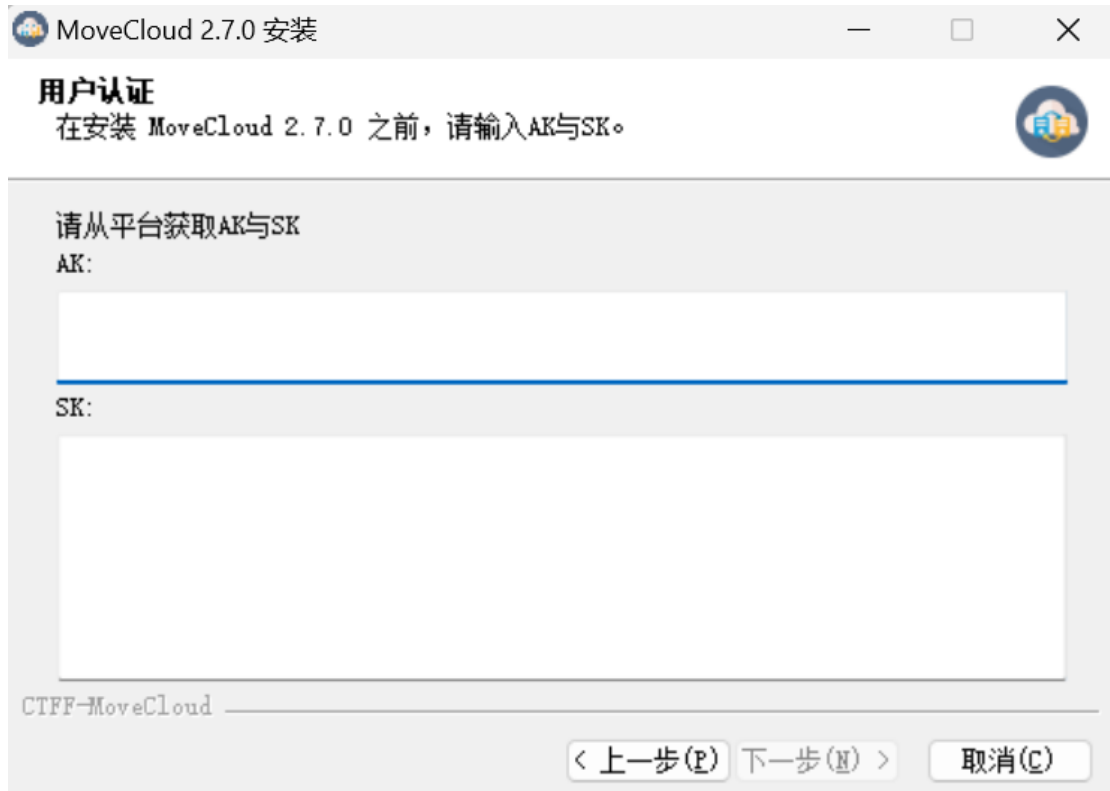 MoveCloud 2.7.0 安装
用户认证
在安装 MoveCloud 2.7.0 之前，请输入AK与SK。
请从平台获取AK与SK
AK:
SK:
CTFF-MoveCloud
< 上一步(P) 下一步(N) > 取消(C)